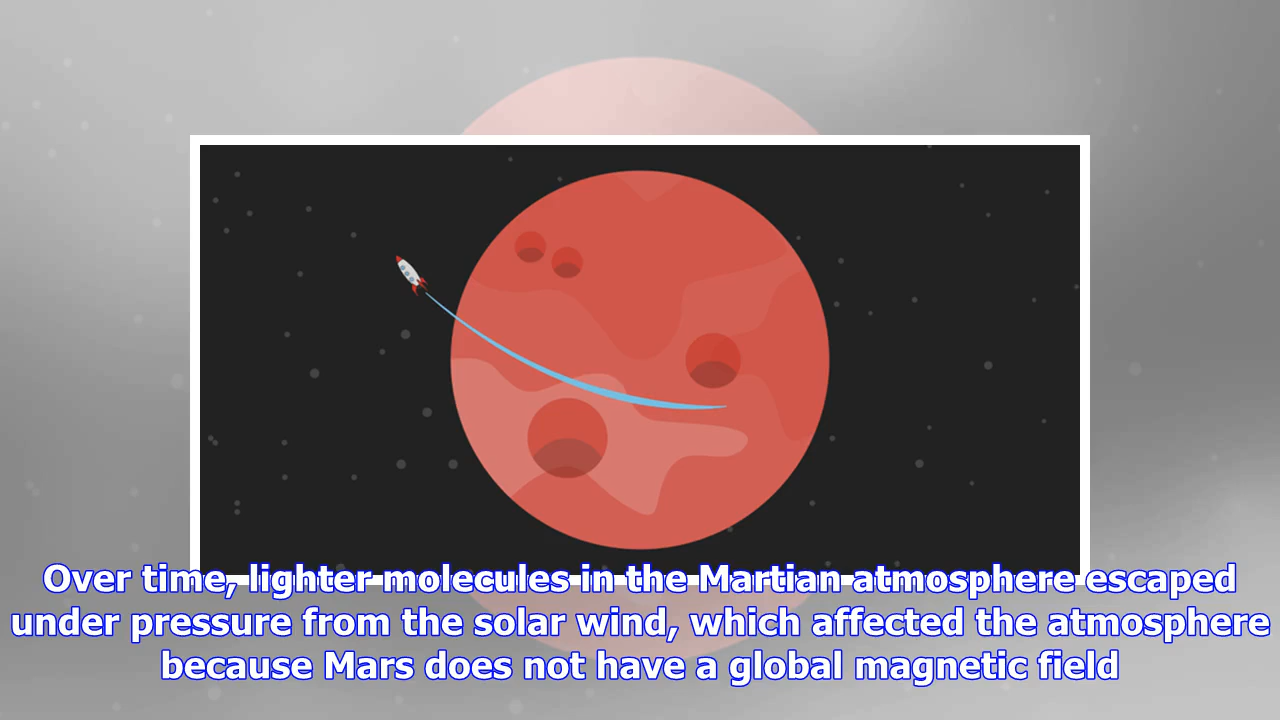 Over time, lighter molecules in the Martian atmosphere escaped
under pressure from the solar wind, which affected the atmosphere
because Mars does not have a global magnetic field